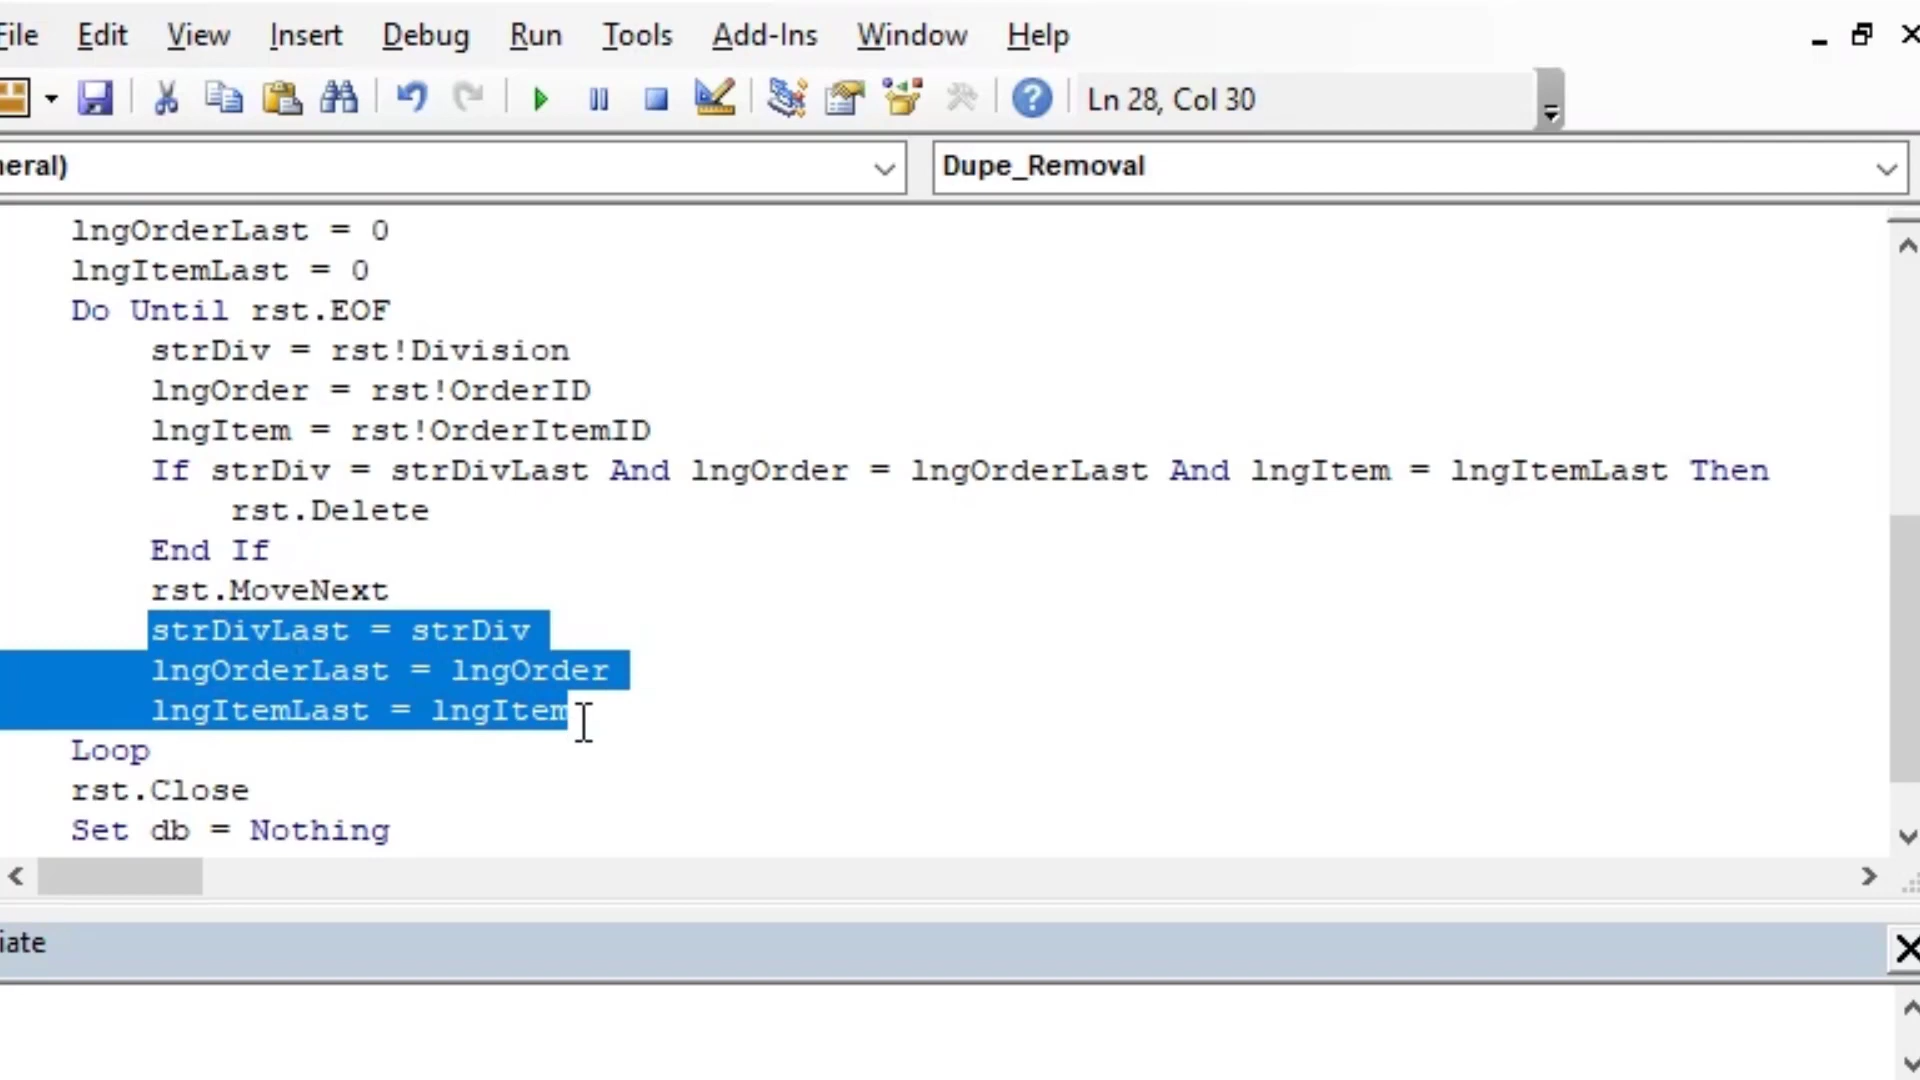 File Edit View Insert Debug Run Tools Add-Ins Window Help
Ln 28, Col 30
neral) Dupe_Removal
lngOrderLast = 0
lngItemLast = 0
Do Until rst.EOF
strDiv = rst!Division
lngOrder = rst!OrderID
lngItem = rst!OrderItemID
If strDiv = strDivLast And lngOrder = lngOrderLast And lngItem = lngItemLast Then
rst.Delete
End If
rst.MoveNext
strDivLast = strDiv
lngOrderLast = lngOrder
lngItemLast = lngItem
Loop
rst.Close
Set db = Nothing
iate